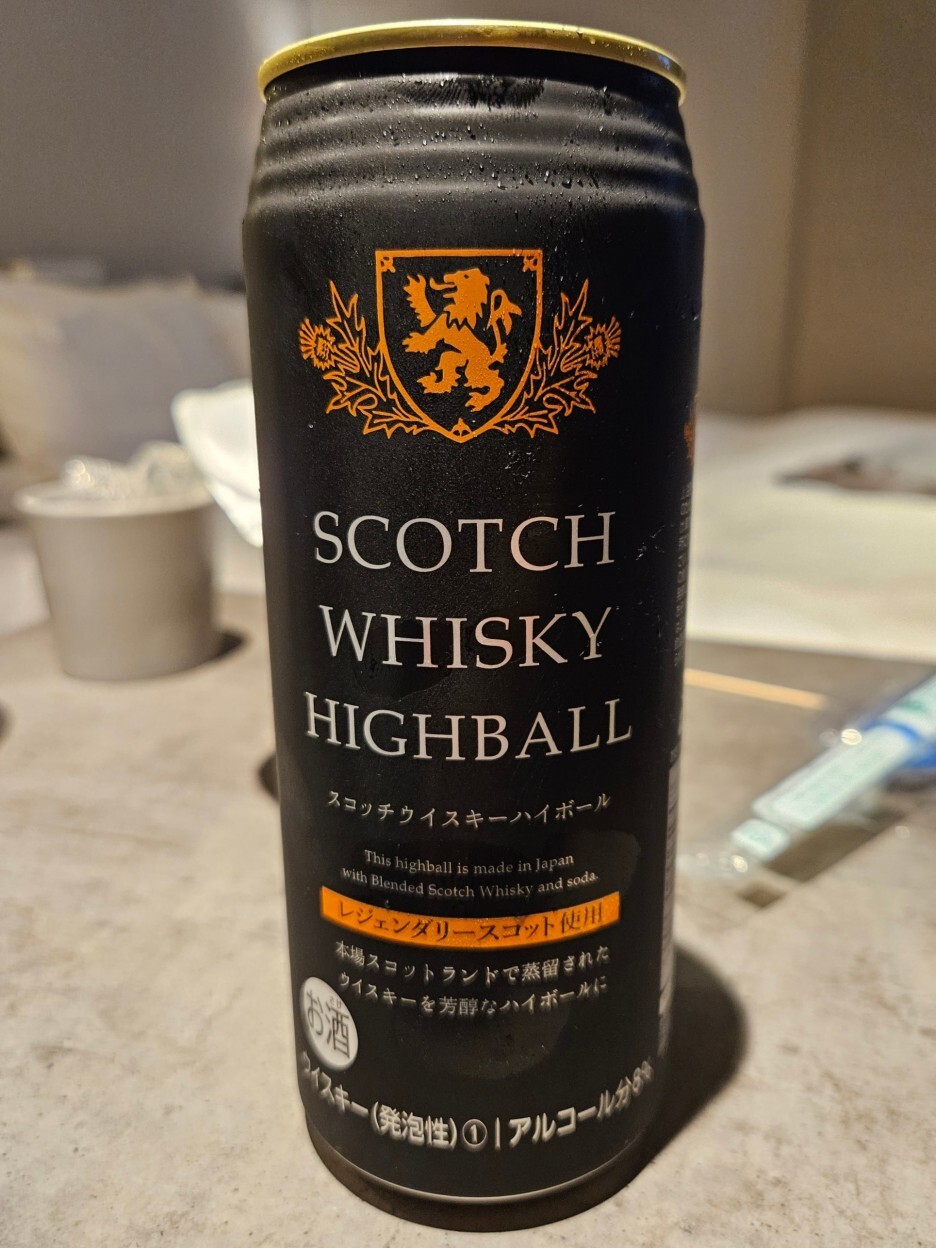 SCOTCH
WHISKY
HIGHBALL
スコッチウイスキーハイボール
This highball is made in Japan
with Blended Scotch Whisky and soda.
レジェンダリースコット使用
本場スコットランドで蒸留された
ウイスキーを芳醇なハイボールに
お酒
ウイスキー(発泡性)①|アルコール分8%